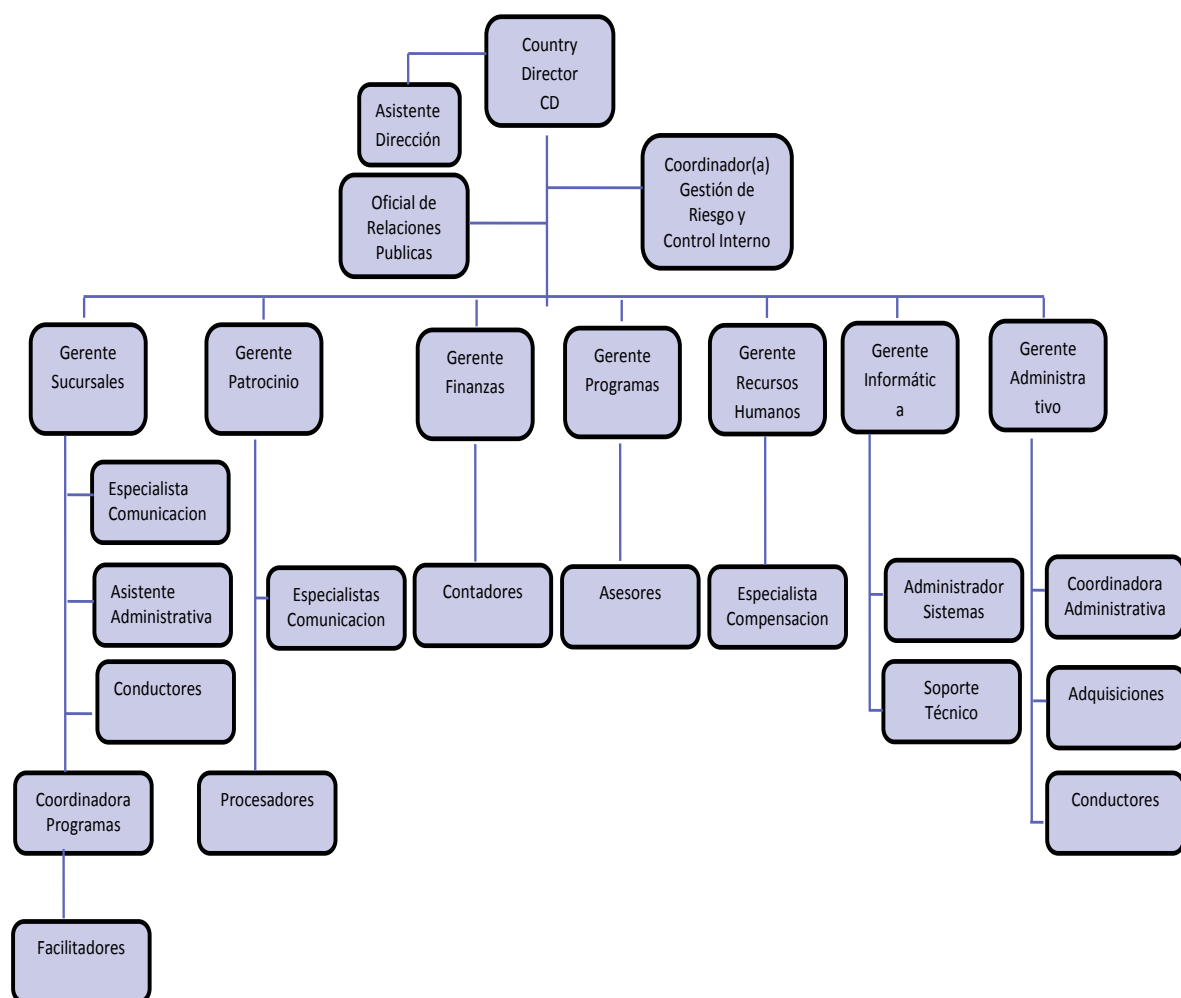 Country
Director
CD
Asistente
Dirección
Coordinador(a)
Gestión de
Riesgo y
Control Interno
Oficial de
Relaciones
Publicas
Gerente
Sucursales
Gerente
Patrocinio
Gerente
Finanzas
Gerente
Programas
Gerente
Recursos
Humanos
Gerente
Informátic
a
Gerente
Administra
tivo
Especialista
Comunicacion
Asistente
Administrativa
Conductores
Coordinadora
Programas
Facilitadores
Especialistas
Comunicacion
Procesadores
Contadores
Asesores
Especialista
Compensacion
Administrador
Sistemas
Soporte
Técnico
Coordinadora
Administrativa
Adquisiciones
Conductores